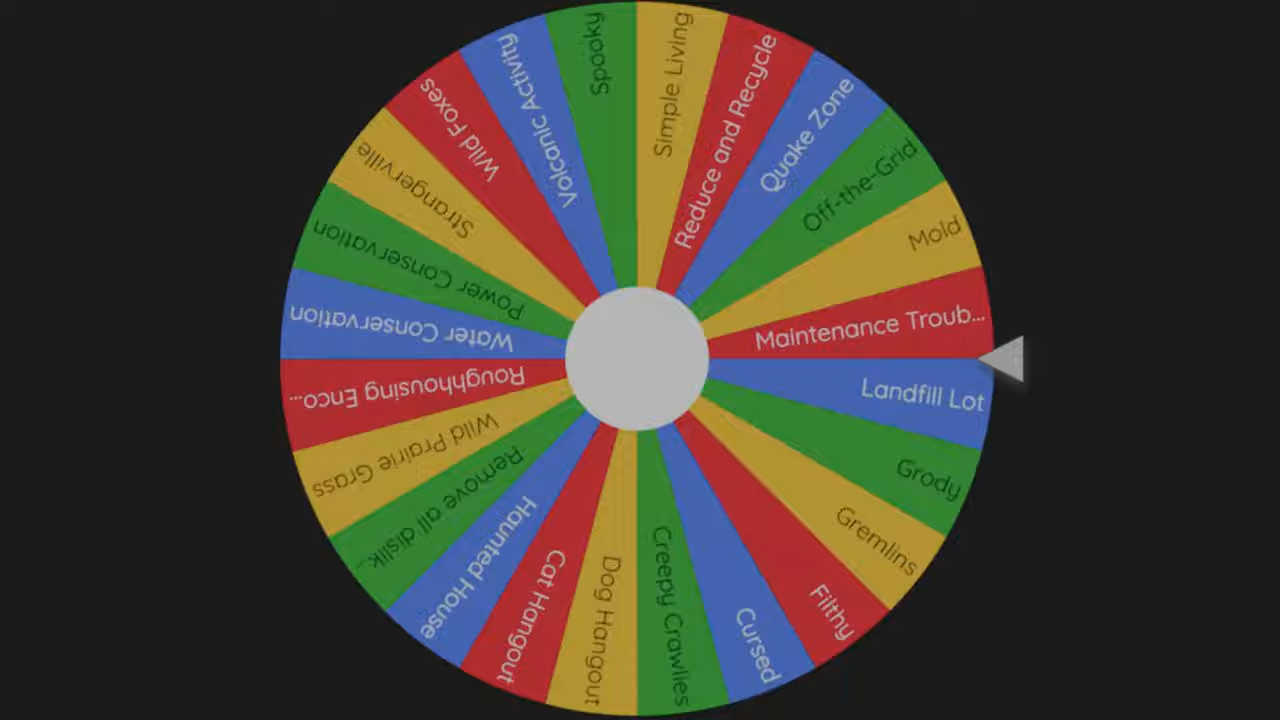 Simple Living
Reduce and Recycle
Quake Zone
Off-the-Grid
Mold
Maintenance Troub...
Landfill Lot
Grody
Gremlins
Filthy
Cursed
Creepy Crawlies
Dog Hangout
Cat Hangout
Haunted House
Remove all dislik...
Wild Prairie Grass
Roughhousing Enco...
Water Conservation
Power Conservation
Strangerville
Wild Foxes
Volcanic Activity
Spooky